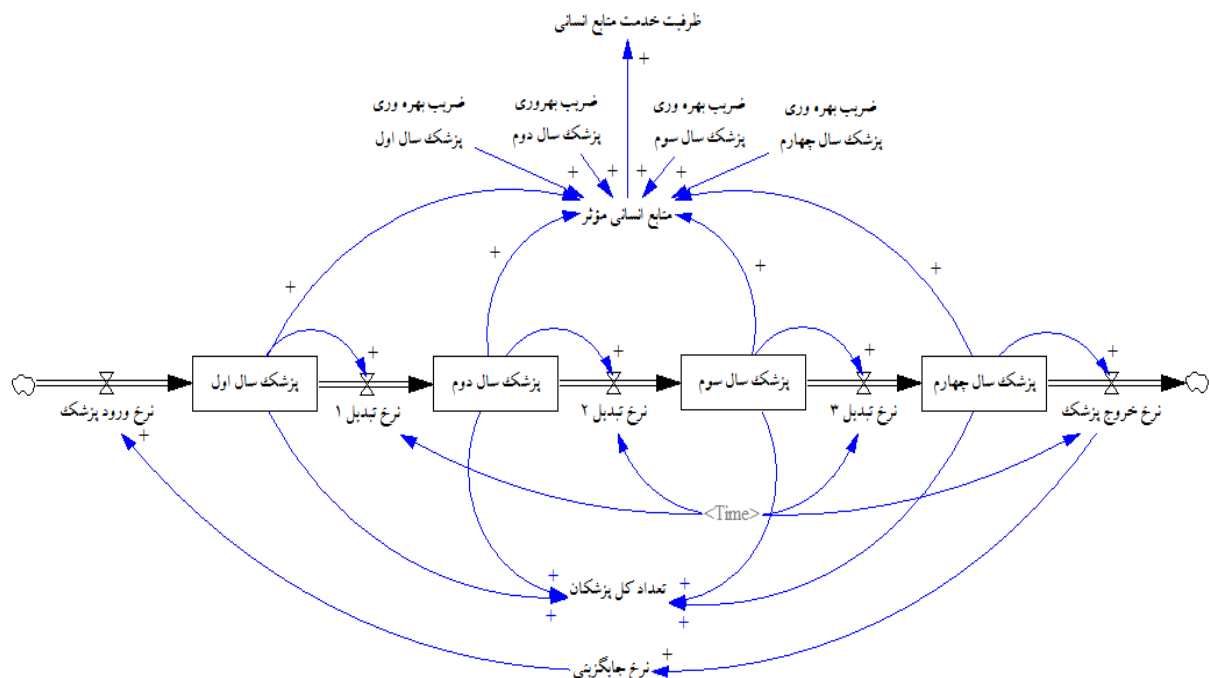 ظرفیت خدمت منابع انسانی
+
ضریب بهره وری
پزشک سال اول
ضریب بهروری
پزشک سال دوم
ضریب بهره وری
پزشک سال سوم
ضریب بهره وری
پزشک سال چهارم
+ + + +
منابع انسانی مؤثر
+ + + +
+ + + +
پزشک سال اول
پزشک سال دوم
پزشک سال سوم
پزشک سال چهارم
نرخ ورود پزشک
نرخ تبدیل ۱
نرخ تبدیل ۲
نرخ تبدیل ۳
نرخ خروج پزشک
+
<Time>
+ +
تعداد کل پزشکان
+ +
نرخ جایگزینی
+